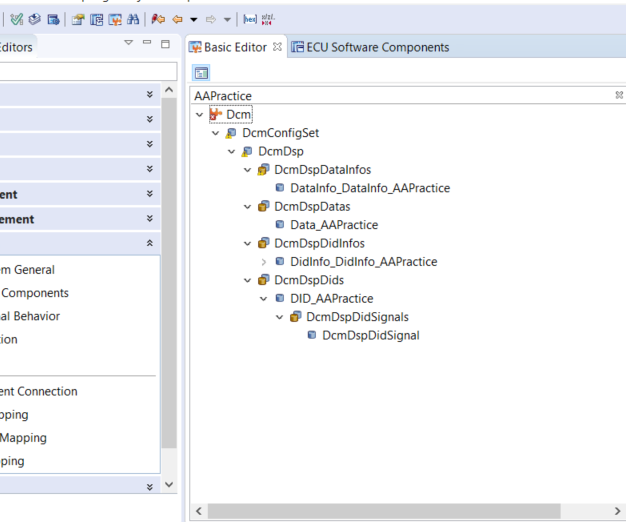 Editors
Basic Editor
ECU Software Components
AAPractice
Dcm
DcmConfigSet
DcmDsp
DcmDspDataInfos
DataInfo_DataInfo_AAPractice
DcmDspDatas
Data_AAPractice
DcmDspDidInfos
DidInfo_DidInfo_AAPractice
DcmDspDids
DID_AAPractice
DcmDspDidSignals
DcmDspDidSignal
ent
ement
m General
Components
al Behavior
ion
ent Connection
pping
Mapping
ping